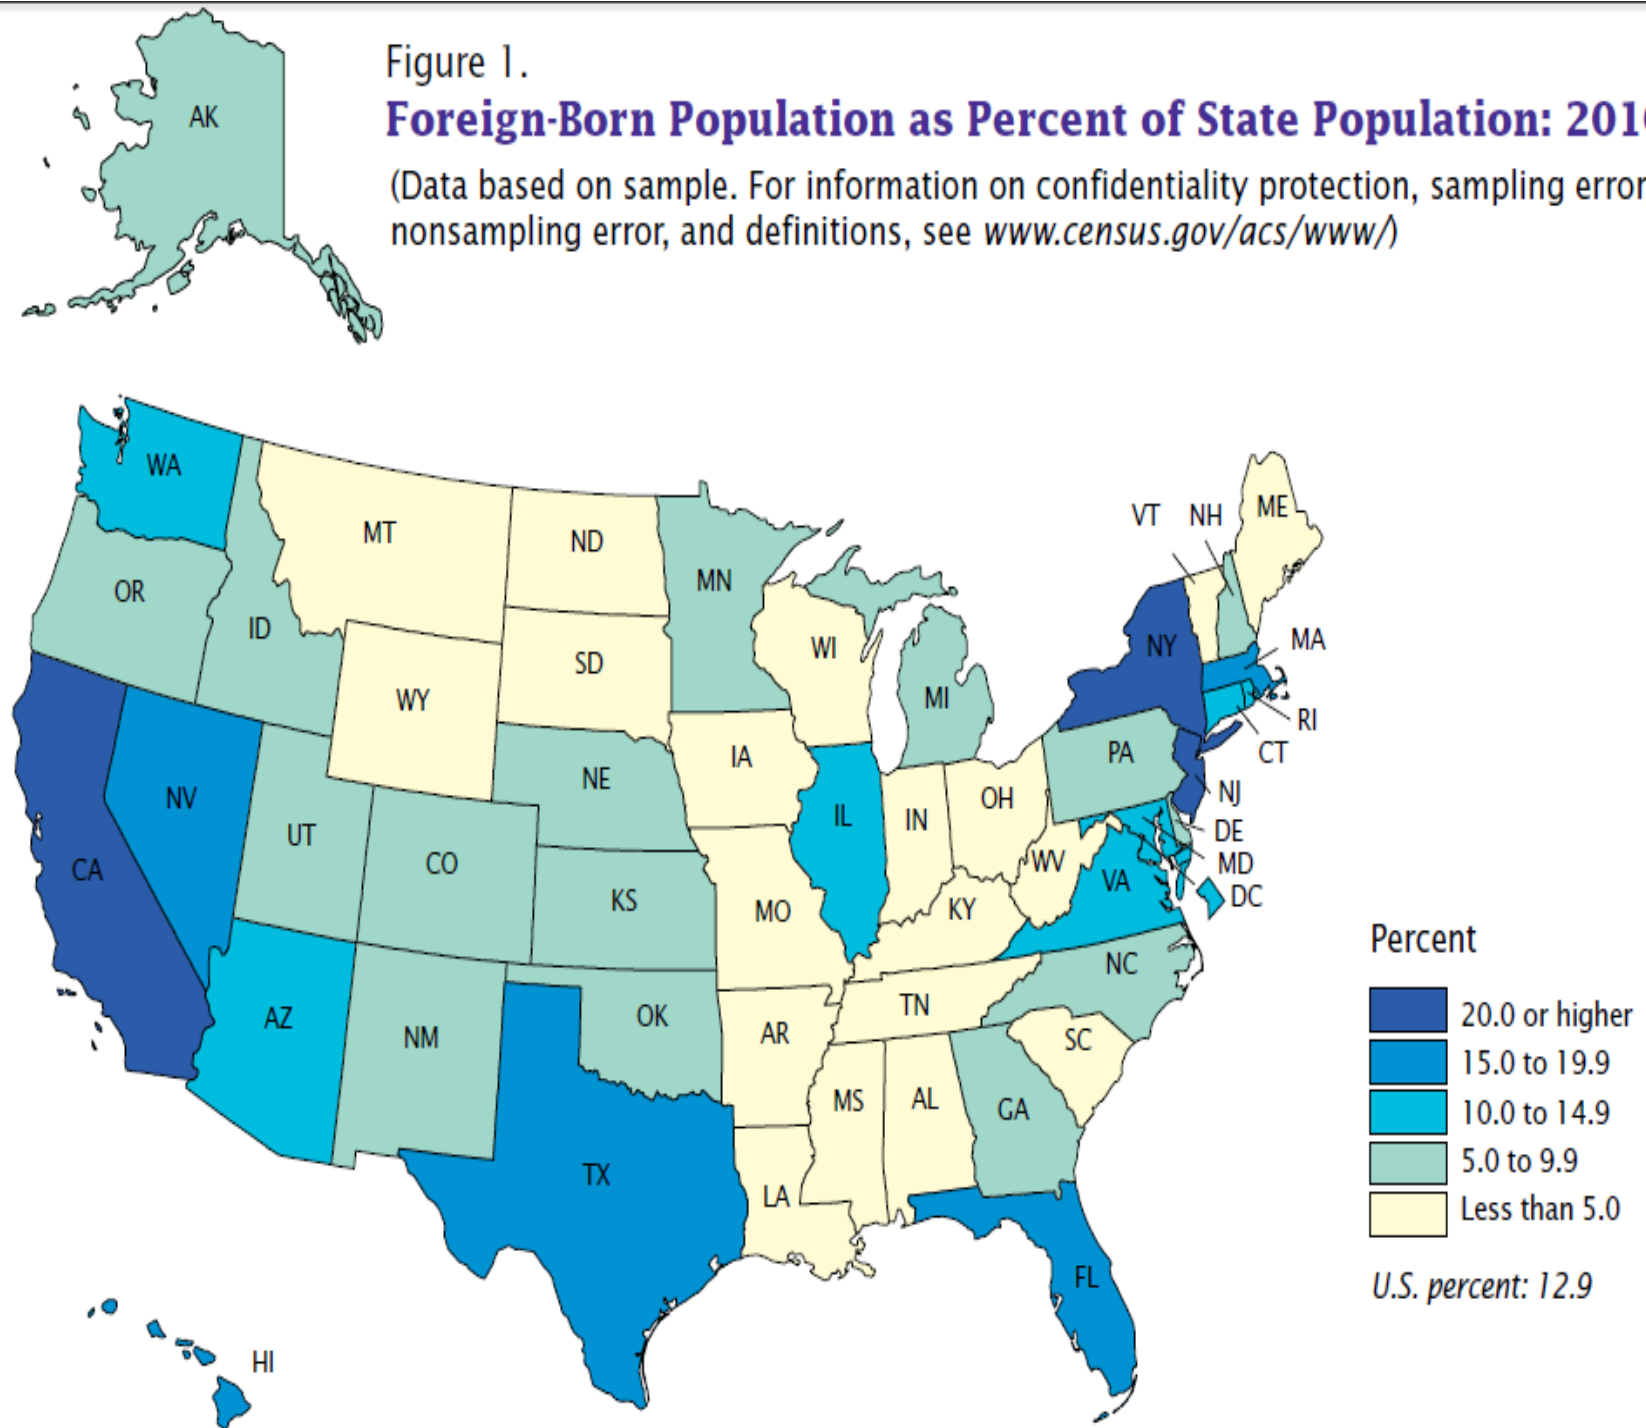 Figure 1.
Foreign-Born Population as Percent of State Population: 201
(Data based on sample. For information on confidentiality protection, sampling error
nonsampling error, and definitions, see www.census.gov/acs/www/)
AK
WA
MT
ND
MN
VT NH ME
OR
ID
SD
WI
NY
MA
WY
MI
RI
IA
PA
CT
NV
NE
OH
NJ
UT
IL
IN
DE
CA
CO
WV
MD
VA
DC
KS
MO
KY
NC
AZ
NM
OK
AR
TN
SC
MS
AL
GA
TX
LA
FL
HI
Percent
20.0 or higher
15.0 to 19.9
10.0 to 14.9
5.0 to 9.9
Less than 5.0
U.S. percent: 12.9